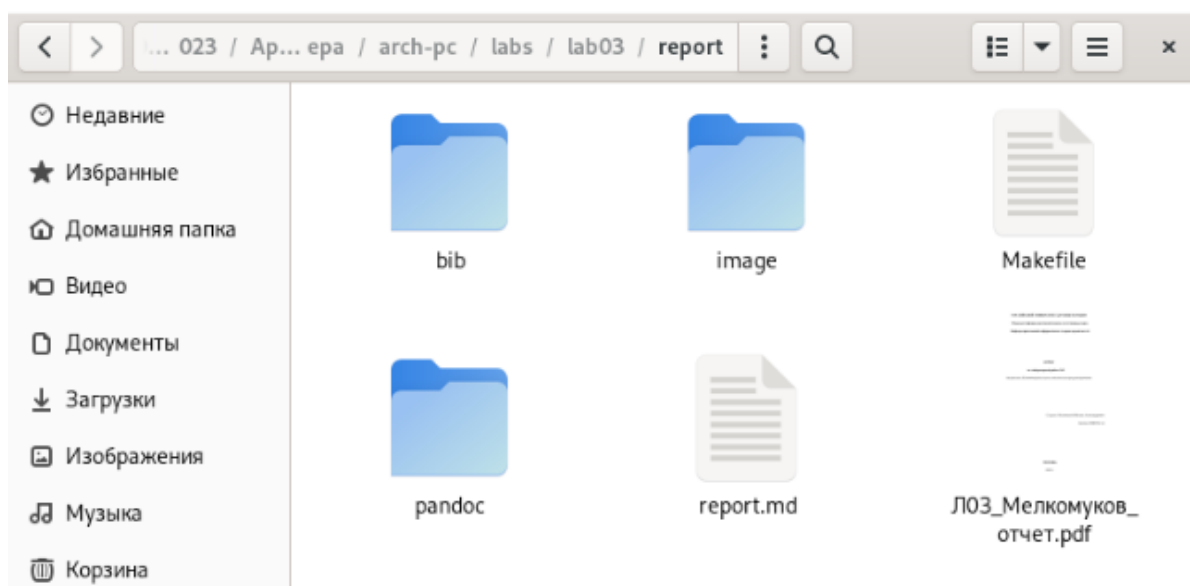 ... 023 / Ap... ера / arch-pc / labs / lab03 / report
Недавние
Избранные
Домашняя папка
Видео
Документы
Загрузки
Изображения
Музыка
Корзина
bib
image
Makefile
pandoc
report.md
Л03_Мелкомуков_
отчет.pdf